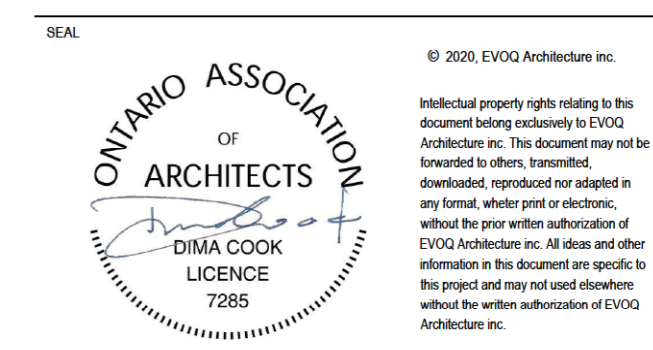 SEAL
ONTARIO ASSOCIATION
OF
ARCHITECTS
DIMA COOK
LICENCE
7285
© 2020, EVOQ Architecture inc.
Intellectual property rights relating to this
document belong exclusively to EVOQ
Architecture inc. This document may not be
forwarded to others, transmitted,
downloaded, reproduced nor adapted in
any format, wheter print or electronic,
without the prior written authorization of
EVOQ Architecture inc. All ideas and other
information in this document are specific to
this project and may not used elsewhere
without the written authorization of EVOQ
Architecture inc.